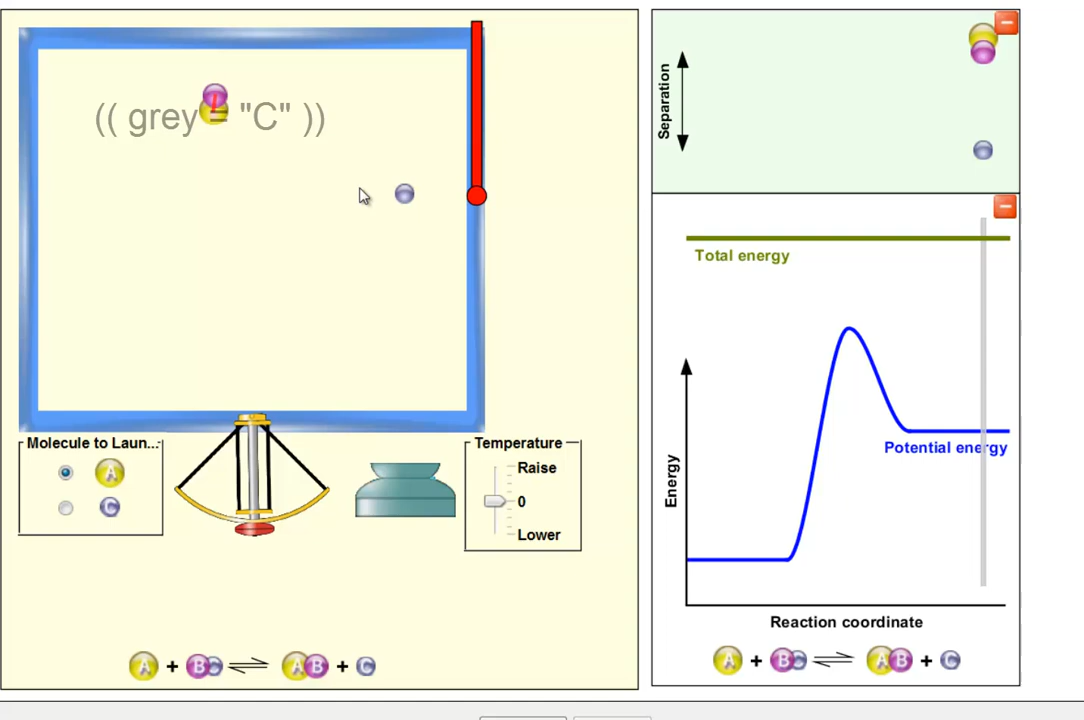 (( grey = "C" ))
Separation
Total energy
Potential energy
Energy
Reaction coordinate
A + BC ⇌ AB + C
Molecule to Laun...
A
C
Temperature
Raise
0
Lower
A + BC ⇌ AB + C